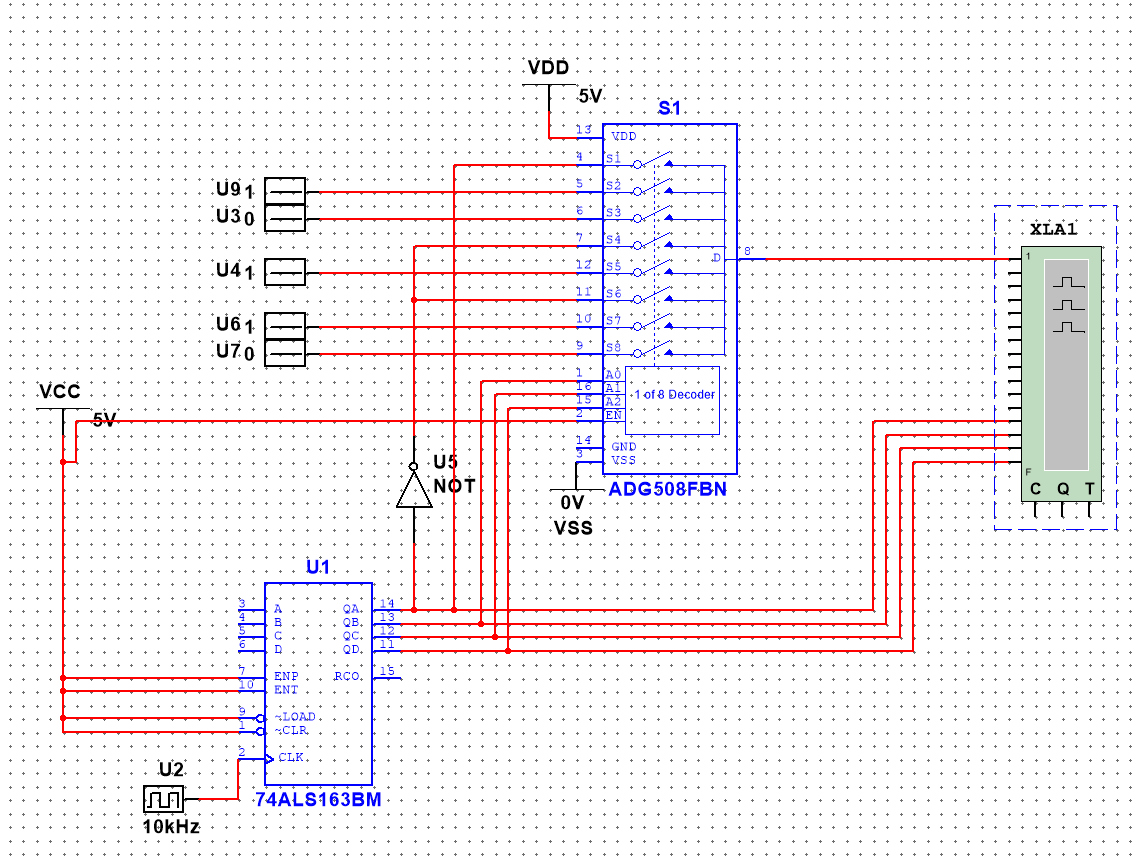 VDD
5V
S1
13 VDD
4 S1
U9 1 5 S2
U3 0 6 S3
7 S4
U4 1 12 S5
11 S6
U6 1 10 S7
U7 0 9 S8
D 8
1 A0
16 A1
15 A2
2 EN
1 of 8 Decoder
14 GND
3 VSS
ADG508FBN
0V
VSS
XLA1
1
F
C Q T
VCC
5V
U5
NOT
U1
3 A QA 14
4 B QB 13
5 C QC 12
6 D QD 11
7 ENP RCO 15
10 ENT
9 ~LOAD
1 ~CLR
2 CLK
74ALS163BM
U2
10kHz